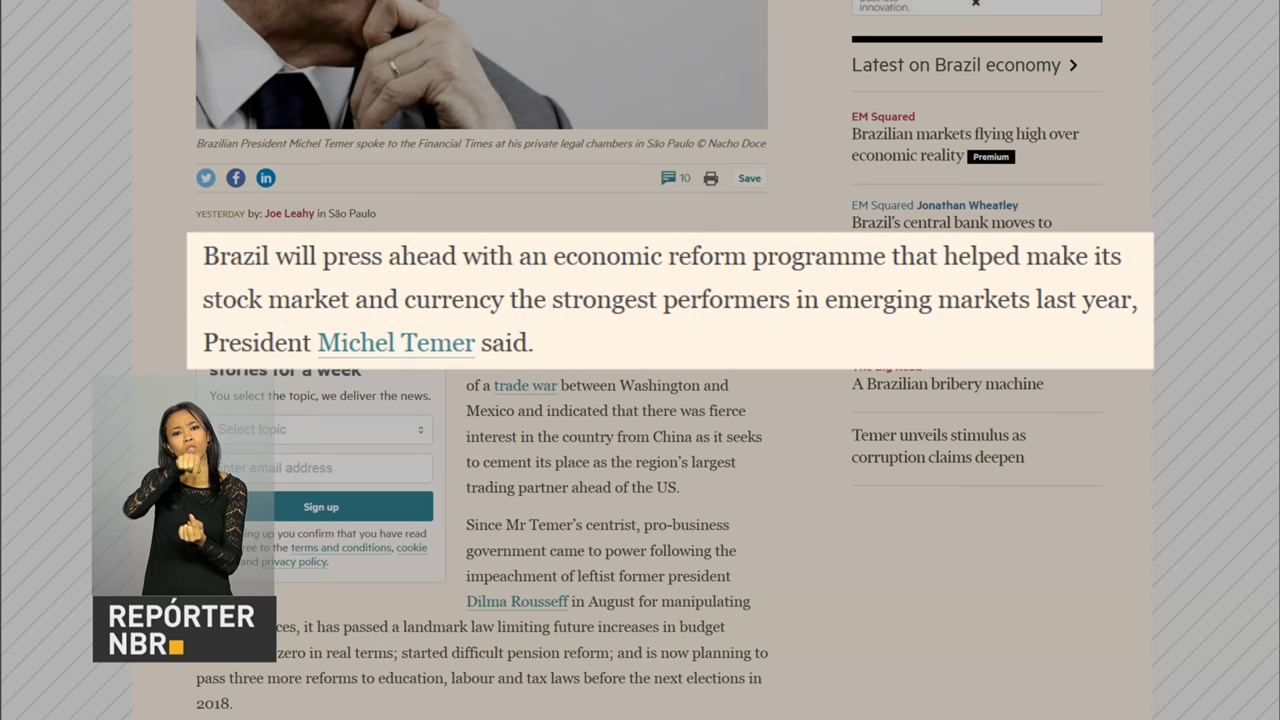 innovation.
Latest on Brazil economy
Brazilian President Michel Temer spoke to the Financial Times at his private legal chambers in São Paulo © Nacho Doce
10
Save
YESTERDAY by: Joe Leahy in São Paulo
EM Squared
Brazilian markets flying high over
economic reality Premium
EM Squared Jonathan Wheatley
Brazil's central bank moves to
Brazil will press ahead with an economic reform programme that helped make its
stock market and currency the strongest performers in emerging markets last year,
President Michel Temer said.
stories for a week
You select the topic, we deliver the news.
Select topic
Enter email address
Sign up
ing up you confirm that you have read
ree to the terms and conditions, cookie
and privacy policy.
of a trade war between Washington and
Mexico and indicated that there was fierce
interest in the country from China as it seeks
to cement its place as the region's largest
trading partner ahead of the US.
Since Mr Temer's centrist, pro-business
government came to power following the
impeachment of leftist former president
Dilma Rousseff in August for manipulating
ces, it has passed a landmark law limiting future increases in budget
zero in real terms; started difficult pension reform; and is now planning to
pass three more reforms to education, labour and tax laws before the next elections in
2018.
The Big Read
A Brazilian bribery machine
Temer unveils stimulus as
corruption claims deepen
REPÓRTER
NBR